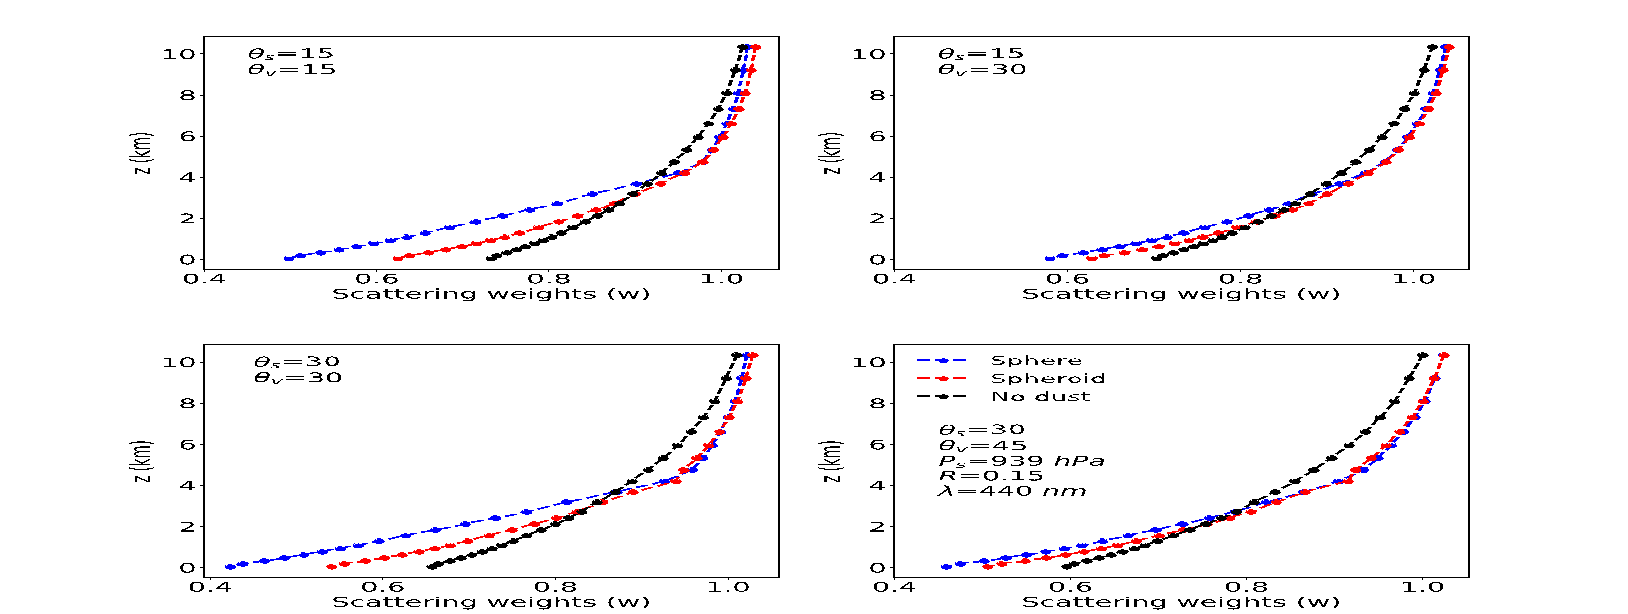 θs=15
θv=15
10
8
6
4
2
0
z (km)
0.4 0.6 0.8 1.0
Scattering weights (w)
θs=15
θv=30
10
8
6
4
2
0
z (km)
0.4 0.6 0.8 1.0
Scattering weights (w)
θs=30
θv=30
10
8
6
4
2
0
z (km)
0.4 0.6 0.8 1.0
Scattering weights (w)
Sphere
Spheroid
No dust
θs=30
θv=45
Ps=939 hPa
R=0.15
λ=440 nm
10
8
6
4
2
0
z (km)
0.4 0.6 0.8 1.0
Scattering weights (w)